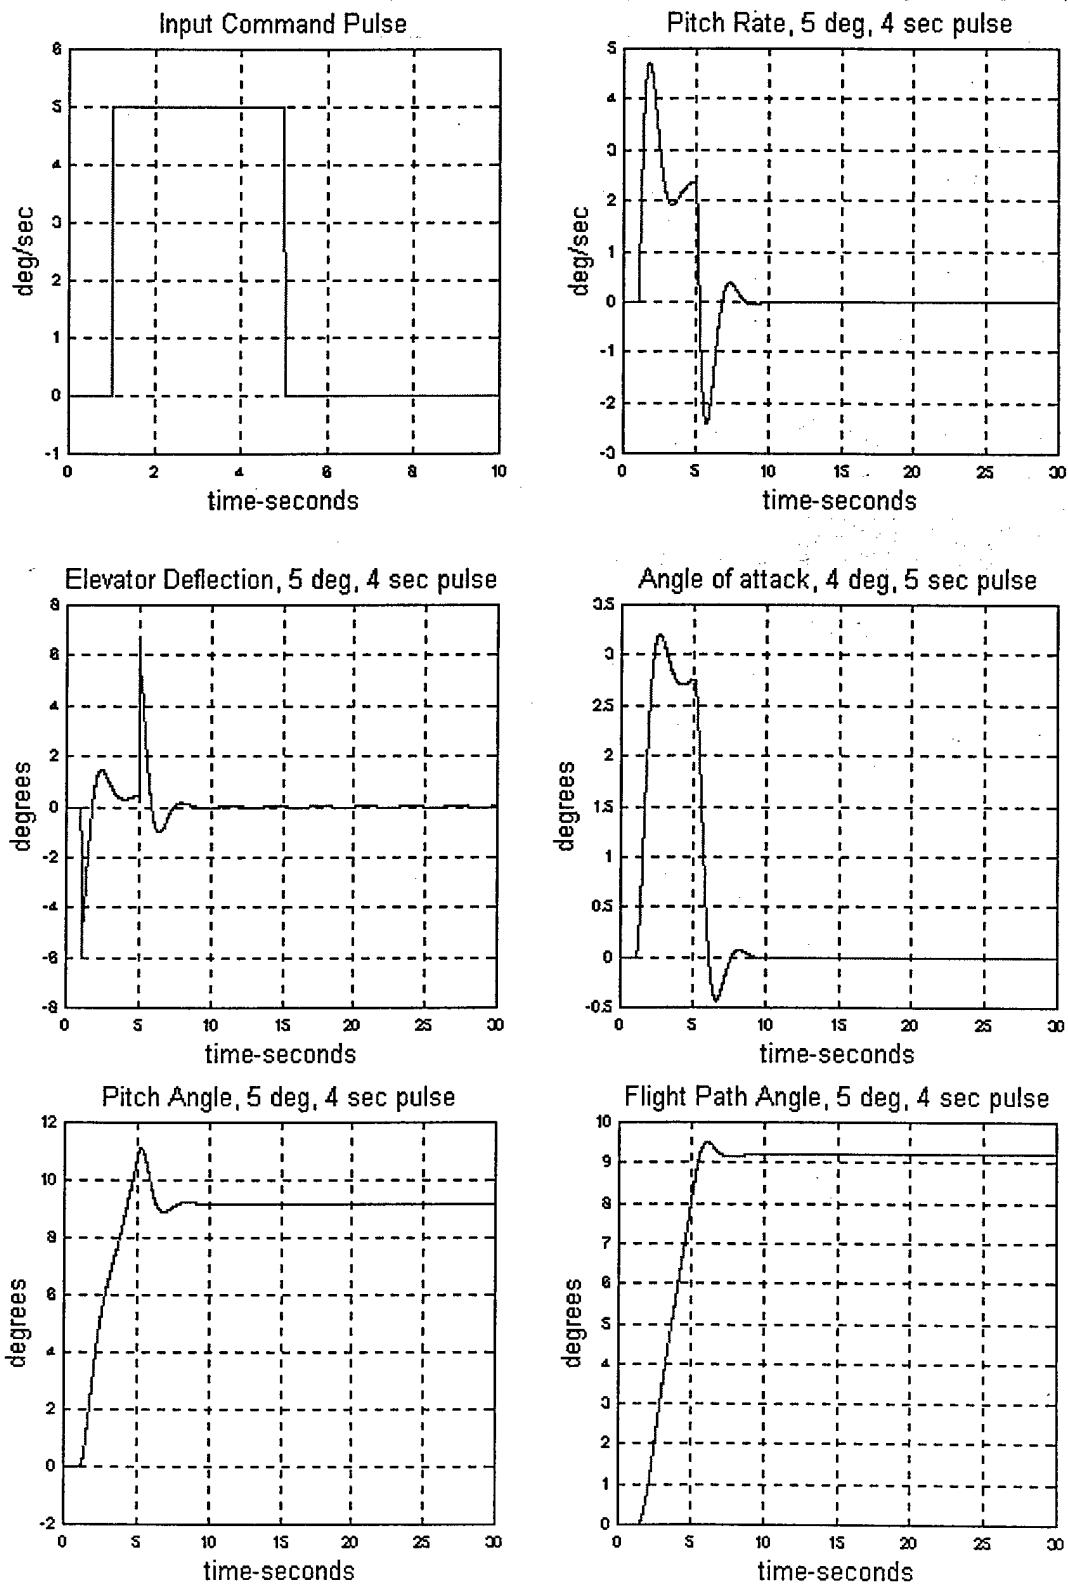 Input Command Pulse
6
5
4
3
2
1
0
-1
deg/sec
0 2 4 6 8 10
time-seconds
Pitch Rate, 5 deg, 4 sec pulse
5
4
3
2
1
0
-1
-2
-3
deg/sec
0 5 10 15 20 25 30
time-seconds
Elevator Deflection, 5 deg, 4 sec pulse
8
6
4
2
0
-2
-4
-6
-8
degrees
0 5 10 15 20 25 30
time-seconds
Angle of attack, 4 deg, 5 sec pulse
3.5
3
2.5
2
1.5
1
0.5
0
-0.5
degrees
0 5 10 15 20 25 30
time-seconds
Pitch Angle, 5 deg, 4 sec pulse
12
10
8
6
4
2
0
-2
degrees
0 5 10 15 20 25 30
time-seconds
Flight Path Angle, 5 deg, 4 sec pulse
10
9
8
7
6
5
4
3
2
1
0
degrees
0 5 10 15 20 25 30
time-seconds